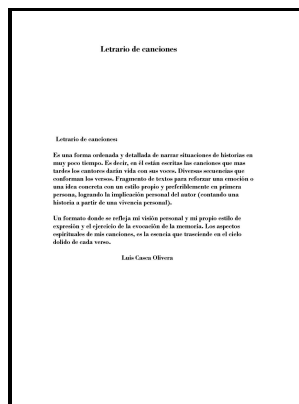 Letrario de canciones
Letrario de canciones:
Es una forma ordenada y detallada de narrar situaciones de historias en
muy poco tiempo. Es decir, en él están escritas las canciones que mas
tardes los cantores darán vida con sus voces. Diversas secuencias que
conforman los versos. Fragmento de textos para reforzar una emoción o
una idea concreta con un estilo propio y preferiblemente en primera
persona, logrando la implicación personal del autor (contando una
historia a partir de una vivencia personal).
Un formato donde se refleja mi visión personal y mi propio estilo de
expresión y el ejercicio de la evocación de la memoria. Los aspectos
espirituales de mis canciones, es la esencia que trasciende en el cielo
dolido de cada verso.
Luis Casca Olivera